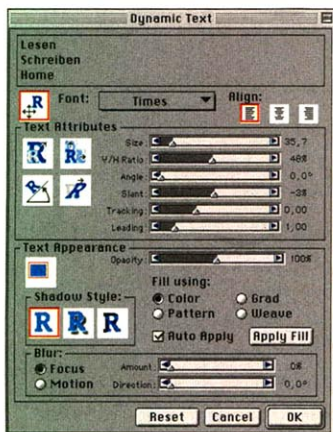 Dynamic Text
Lesen
Schreiben
Home
Font: Times Align:
Text Attributes
Size 35,7
V/H Ratio 48%
Angle 0,0°
Slant -3%
Tracking 0,00
Leading 1,00
Text Appearance
Opacity 100%
Fill using:
Color Grad
Pattern Weave
Shadow Style:
Auto Apply Apply Fill
Blur:
Focus Amount 0%
Motion Direction: 0,0°
Reset Cancel OK